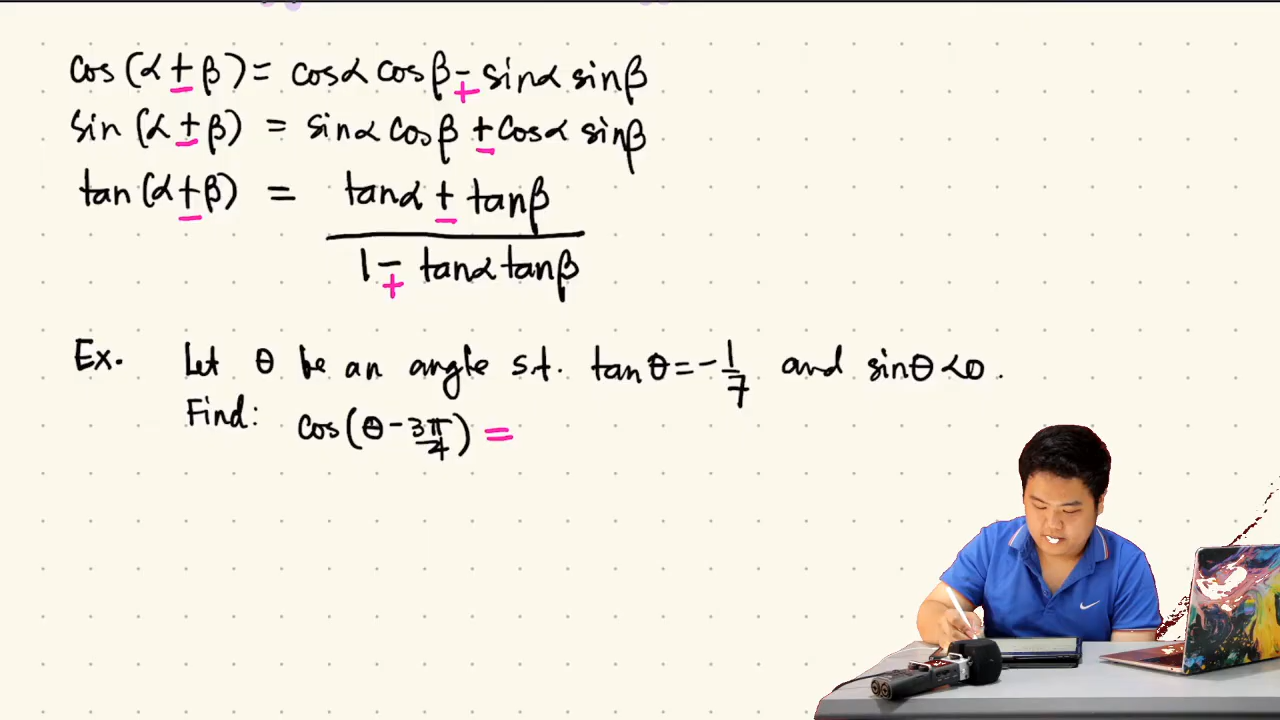 cos(α ± β) = cosα cosβ ∓ sinα sinβ
sin(α ± β) = sinα cosβ ± cosα sinβ
tan(α ± β) = (tanα ± tanβ) / (1 ∓ tanα tanβ)
Ex. Let θ be an angle s.t. tanθ = -1/7 and sinθ < 0.
Find: cos(θ - 3π/4) =